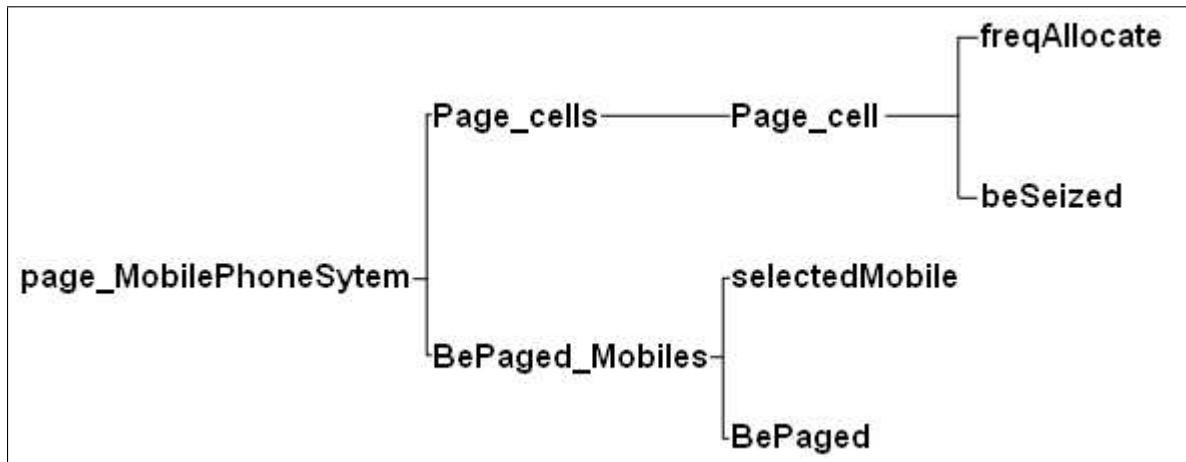 freqAllocate
Page_cells
Page_cell
beSeized
page_MobilePhoneSytem
selectedMobile
BePaged_Mobiles
BePaged